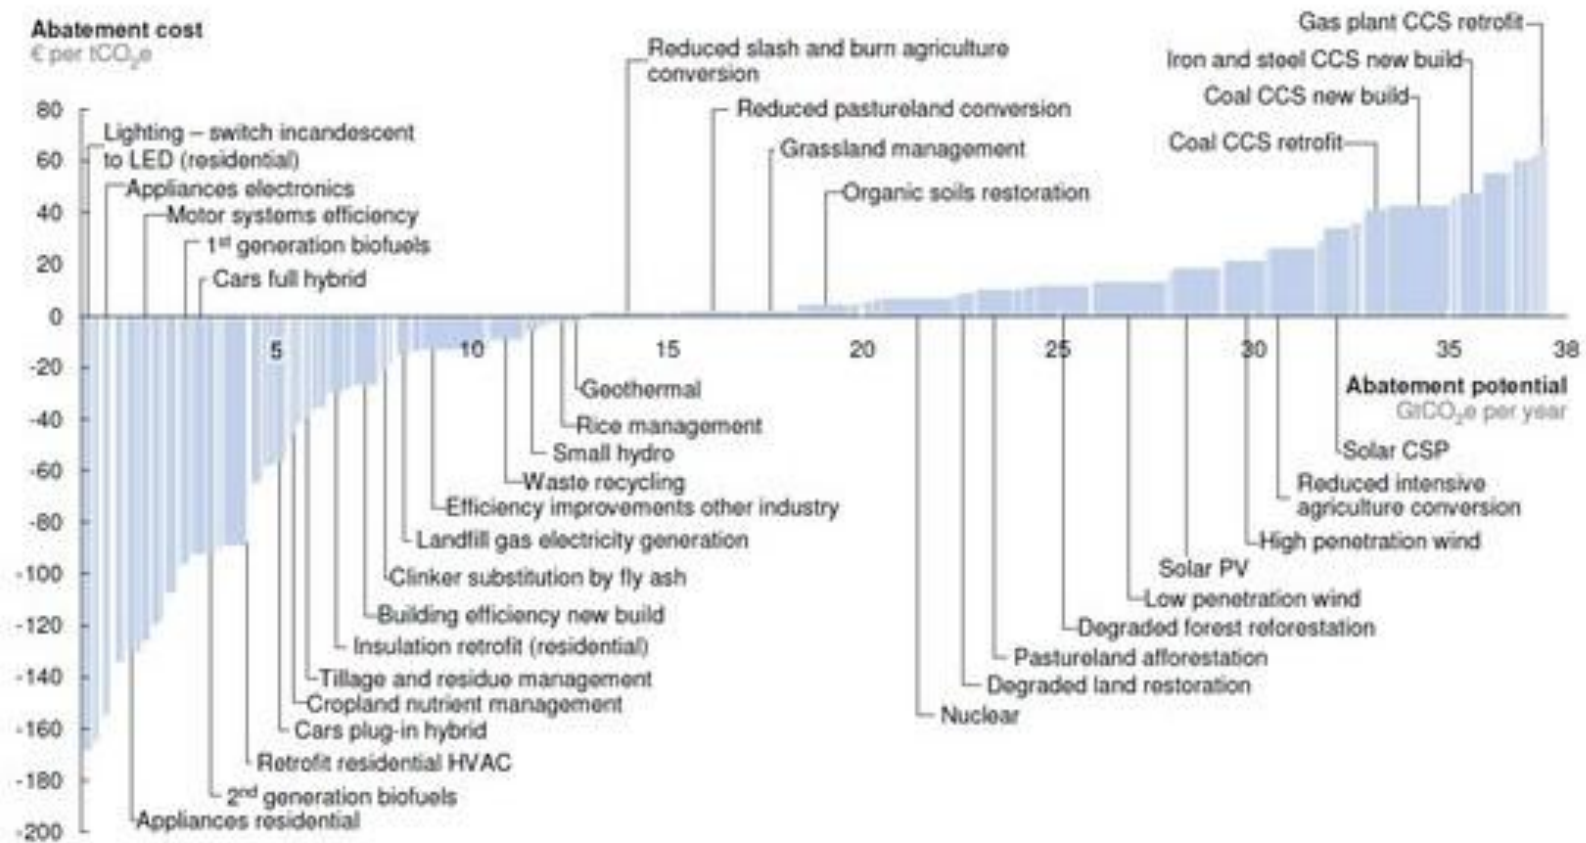 Abatement cost
€ per tCO₂e
80
60
40
20
0
-20
-40
-60
-80
-100
-120
-140
-160
-180
-200
Lighting – switch incandescent
to LED (residential)
Appliances electronics
Motor systems efficiency
1st generation biofuels
Cars full hybrid
Reduced slash and burn agriculture
conversion
Reduced pastureland conversion
Grassland management
Organic soils restoration
Gas plant CCS retrofit
Iron and steel CCS new build
Coal CCS new build
Coal CCS retrofit
5
10
15
20
25
30
35
38
Abatement potential
GtCO₂e per year
Geothermal
Rice management
Small hydro
Waste recycling
Efficiency improvements other industry
Landfill gas electricity generation
Clinker substitution by fly ash
Building efficiency new build
Insulation retrofit (residential)
Tillage and residue management
Cropland nutrient management
Cars plug-in hybrid
Retrofit residential HVAC
2nd generation biofuels
Appliances residential
Solar CSP
Reduced intensive
agriculture conversion
High penetration wind
Solar PV
Low penetration wind
Degraded forest reforestation
Pastureland afforestation
Degraded land restoration
Nuclear